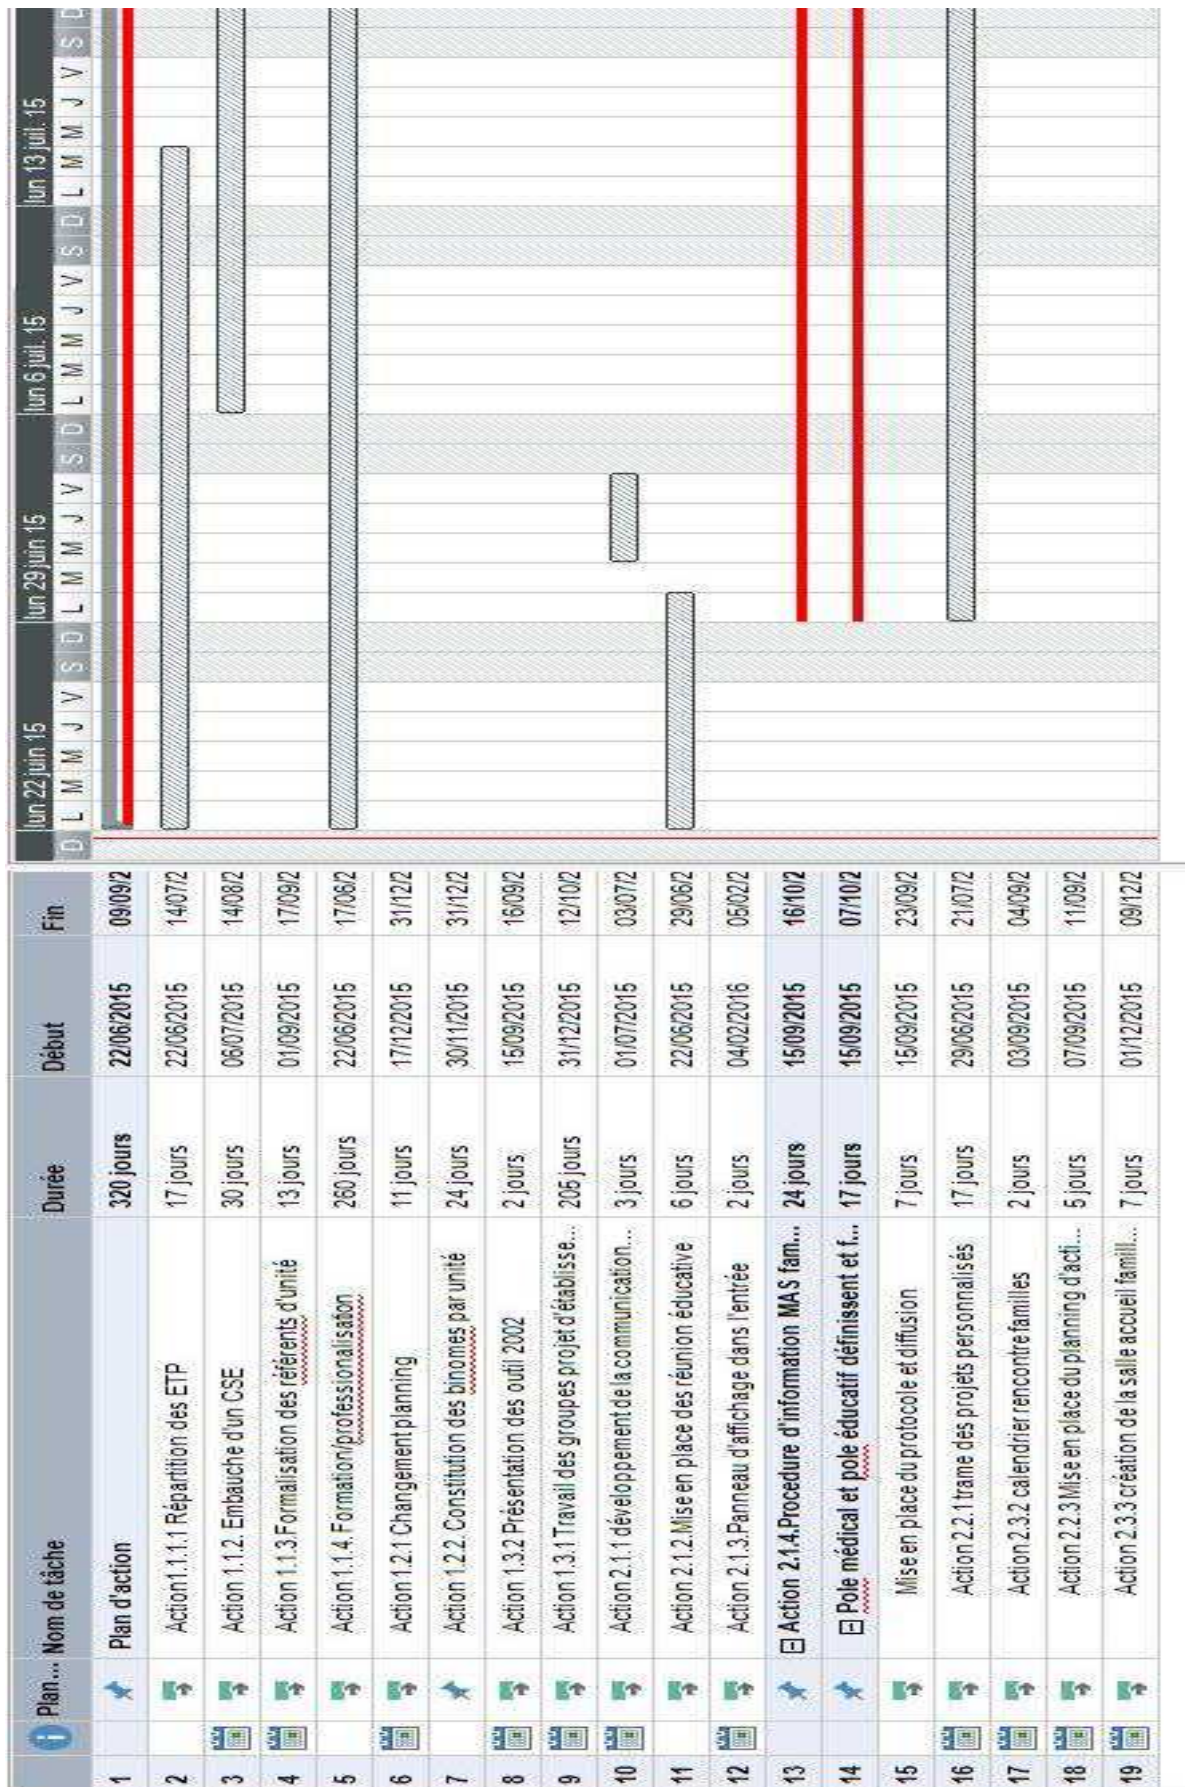 Plan... Nom de tâche Durée Début Fin
1 Plan d'action 320 jours 22/06/2015 09/09/2
2 Action1.1.1.1 Répartition des ETP 17 jours 22/06/2015 14/07/2
3 Action 1.1.2. Embauche d'un CSE 30 jours 06/07/2015 14/08/2
4 Action 1.1.3.Formalisation des référents d'unité 13 jours 01/09/2015 17/09/2
5 Action1.1.4. Formation/professionalisation 260 jours 22/06/2015 17/06/2
6 Action1.2.1 Changement planning 11 jours 17/12/2015 31/12/2
7 Action 1.2.2. Constitution des binomes par unité 24 jours 30/11/2015 31/12/2
8 Action 1.3.2 Présentation des outil 2002 2 jours 15/09/2015 16/09/2
9 Action1.3.1 Travail des groupes projet d'établisse... 205 jours 31/12/2015 12/10/2
10 Action2.1.1 développement de la communication... 3 jours 01/07/2015 03/07/2
11 Action 2.1.2.Mise en place des réunion éducative 6 jours 22/06/2015 29/06/2
12 Action 2.1.3.Panneau d'affichage dans l'entrée 2 jours 04/02/2016 05/02/2
13 Action 2.1.4.Procedure d'information MAS fam... 24 jours 15/09/2015 16/10/2
14 Pole médical et pole éducatif définissent et f... 17 jours 15/09/2015 07/10/2
15 Mise en place du protocole et diffusion 7 jours 15/09/2015 23/09/2
16 Action 2.2.1 trame des projets personnalisés 17 jours 29/06/2015 21/07/2
17 Action 2.3.2 calendrier rencontre familles 2 jours 03/09/2015 04/09/2
18 Action 2.2.3 Mise en place du planning d'acti... 5 jours 07/09/2015 11/09/2
19 Action 2.3.3 création de la salle accueil famill... 7 jours 01/12/2015 09/12/2
lun 22 juin 15 lun 29 juin 15 lun 6 juil. 15 lun 13 juil. 15
D L M M J V S D L M M J V S D L M M J V S D L M M J V S D